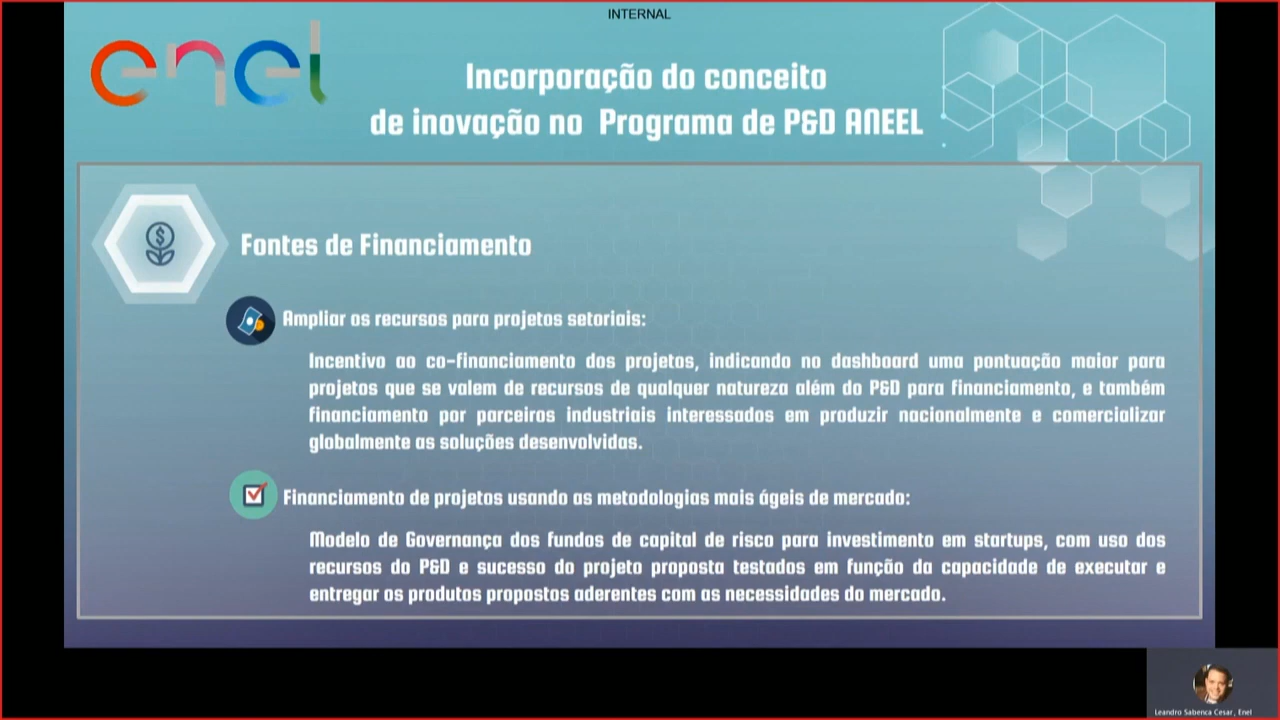 INTERNAL
enel
Incorporação do conceito
de inovação no Programa de P&D ANEEL
Fontes de Financiamento
Ampliar os recursos para projetos setoriais:
Incentivo ao co-financiamento dos projetos, indicando no dashboard uma pontuação maior para
projetos que se valem de recursos de qualquer natureza além do P&D para financiamento, e também
financiamento por parceiros industriais interessados em produzir nacionalmente e comercializar
globalmente as soluções desenvolvidas.
Financiamento de projetos usando as metodologias mais ágeis de mercado:
Modelo de Governança dos fundos de capital de risco para investimento em startups, com uso dos
recursos do P&D e sucesso do projeto proposta testados em função da capacidade de executar e
entregar os produtos propostos aderentes com as necessidades do mercado.
Leandro Sabenca Cesar, Enel